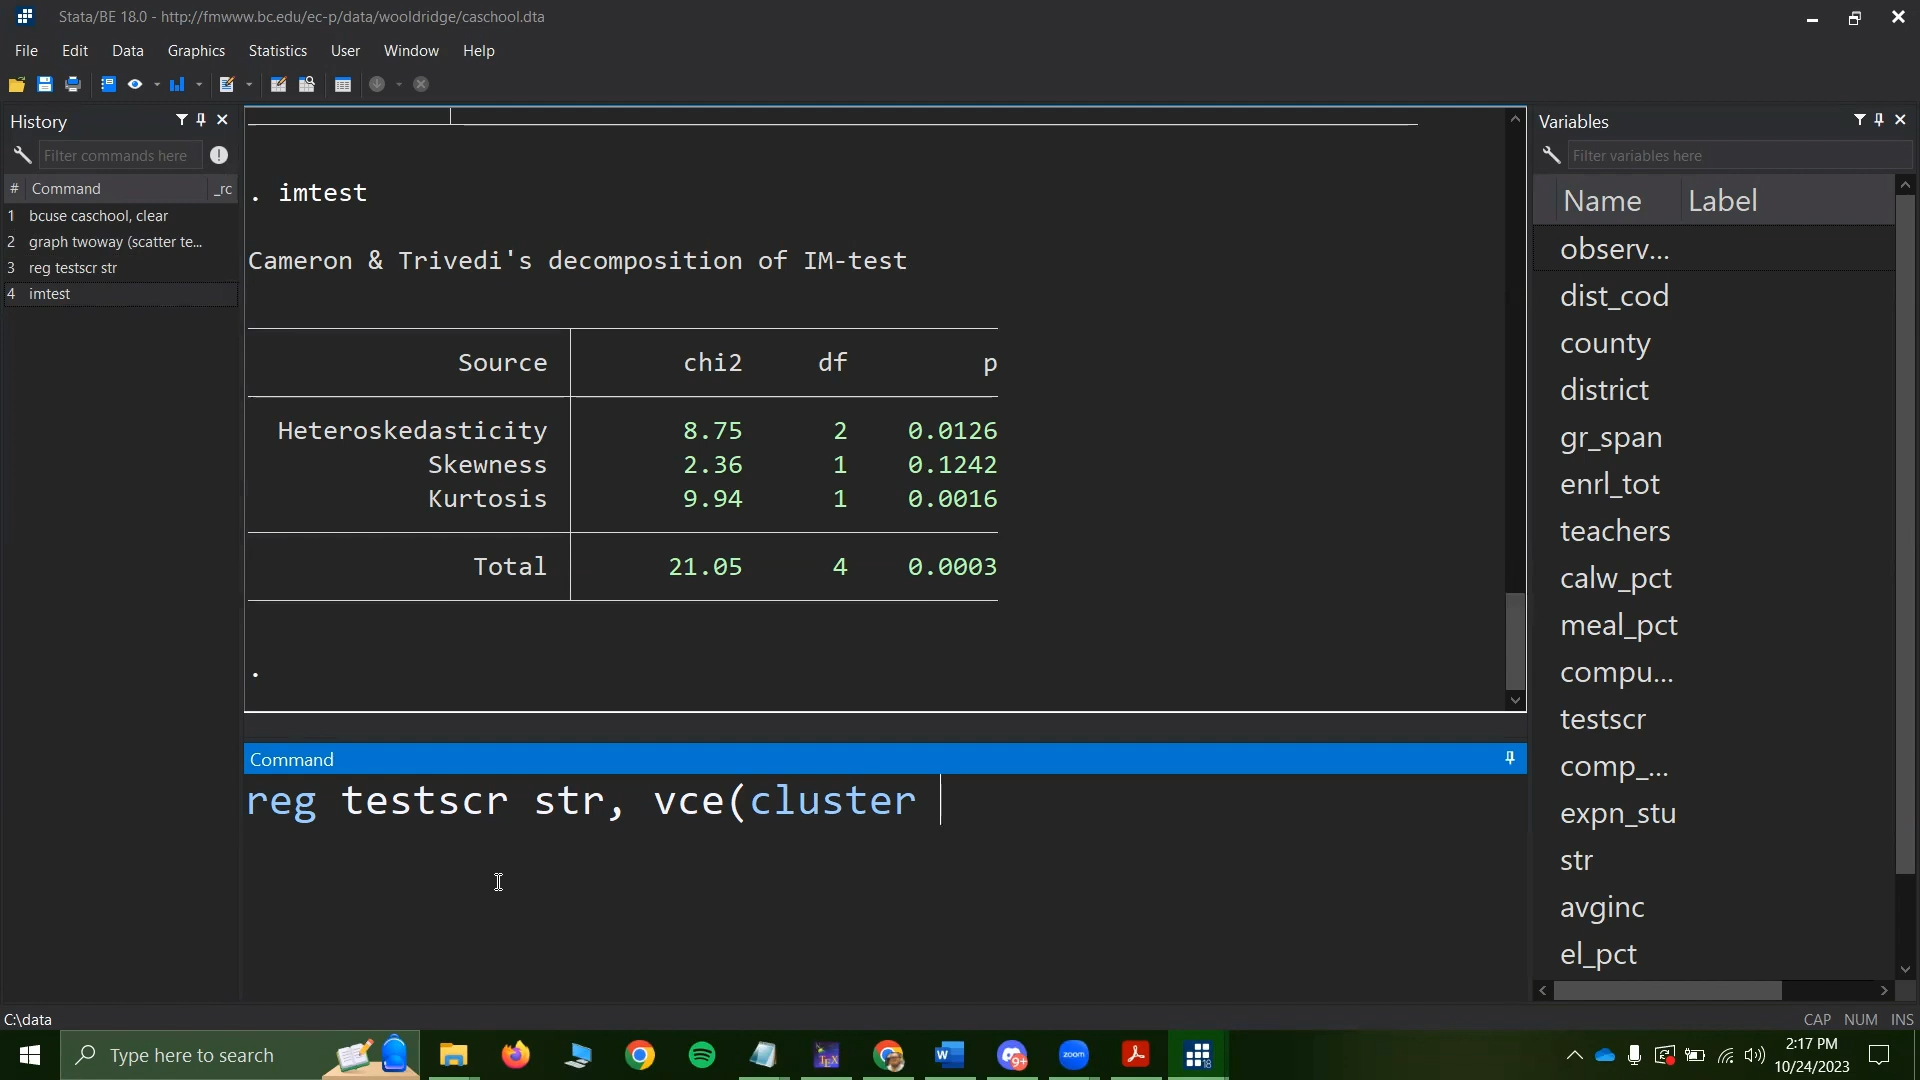 Stata/BE 18.0 - http://fmwww.bc.edu/ec-p/data/wooldridge/caschool.dta
File Edit Data Graphics Statistics User Window Help
History
Filter commands here
# Command _rc
1 bcuse caschool, clear
2 graph twoway (scatter te...
3 reg testscr str
4 imtest
. imtest
Cameron & Trivedi's decomposition of IM-test
Source chi2 df p
Heteroskedasticity 8.75 2 0.0126
Skewness 2.36 1 0.1242
Kurtosis 9.94 1 0.0016
Total 21.05 4 0.0003
.
Command
reg testscr str, vce(cluster
Variables
Filter variables here
Name Label
observ...
dist_cod
county
district
gr_span
enrl_tot
teachers
calw_pct
meal_pct
compu...
testscr
comp_...
expn_stu
str
avginc
el_pct
C:\data
CAP NUM INS
Type here to search
TEX
W
9+
zoom
18
2:17 PM
10/24/2023